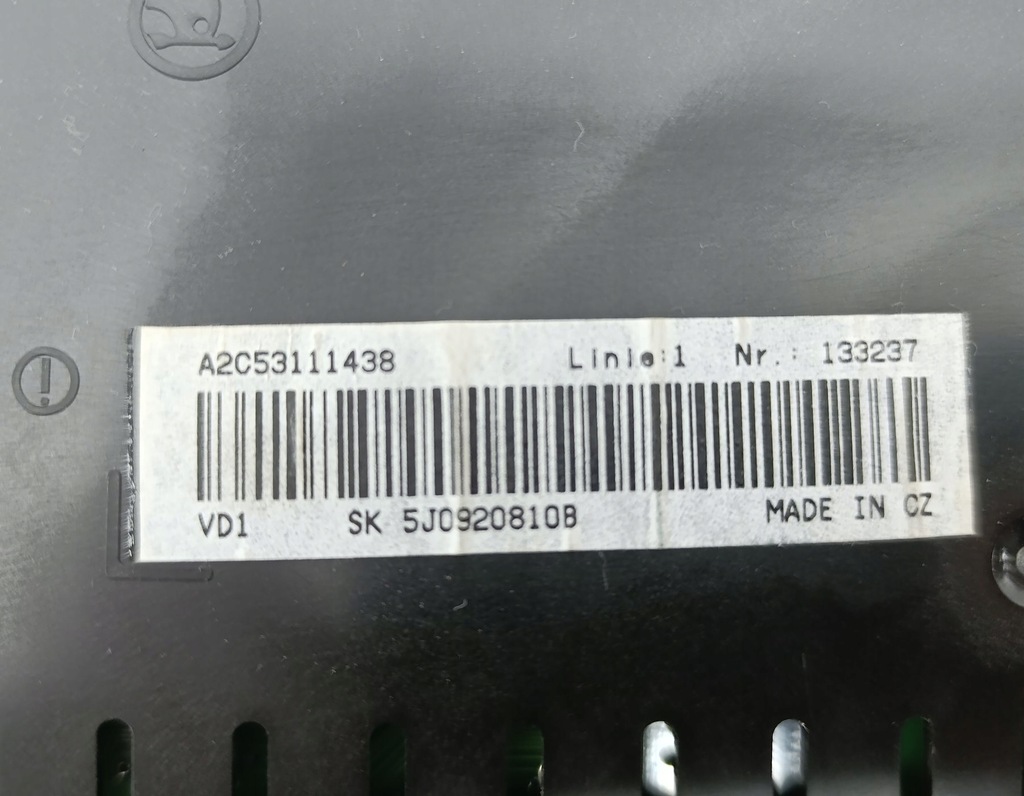 A2C53111438 Linie:1 Nr.: 133237
VD1 SK 5J0920810B MADE IN CZ